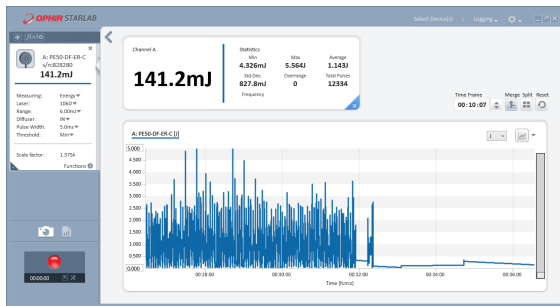 OPHIR STARLAB
Select Device(s)
Logging
+ f(x)
A: PE50-DF-ER-C
s/rc828280
141.2mJ
Measuring: Energy
Laser: 1060
Range: 6.00mJ
Diffuser: IN
Pulse Width: 5.0ms
Threshold: Min
Scale factor: 1.375k
Functions
00:00:00
Channel A
141.2mJ
Statistics
Min Max Average
4.326mJ 5.564J 1.143J
Std.Dev. Overrange Total Pulses
827.8mJ 0 12334
Frequency
Time Frame Merge Split Reset
00:10:07
A: PE50-DF-ER-C [J]
J
5.000
4.500
4.000
3.500
3.000
2.500
2.000
1.500
1.000
0.500
0.000
00:28:00 00:30:00 00:32:00 00:34:00 00:36:00
Time (h:m:s)